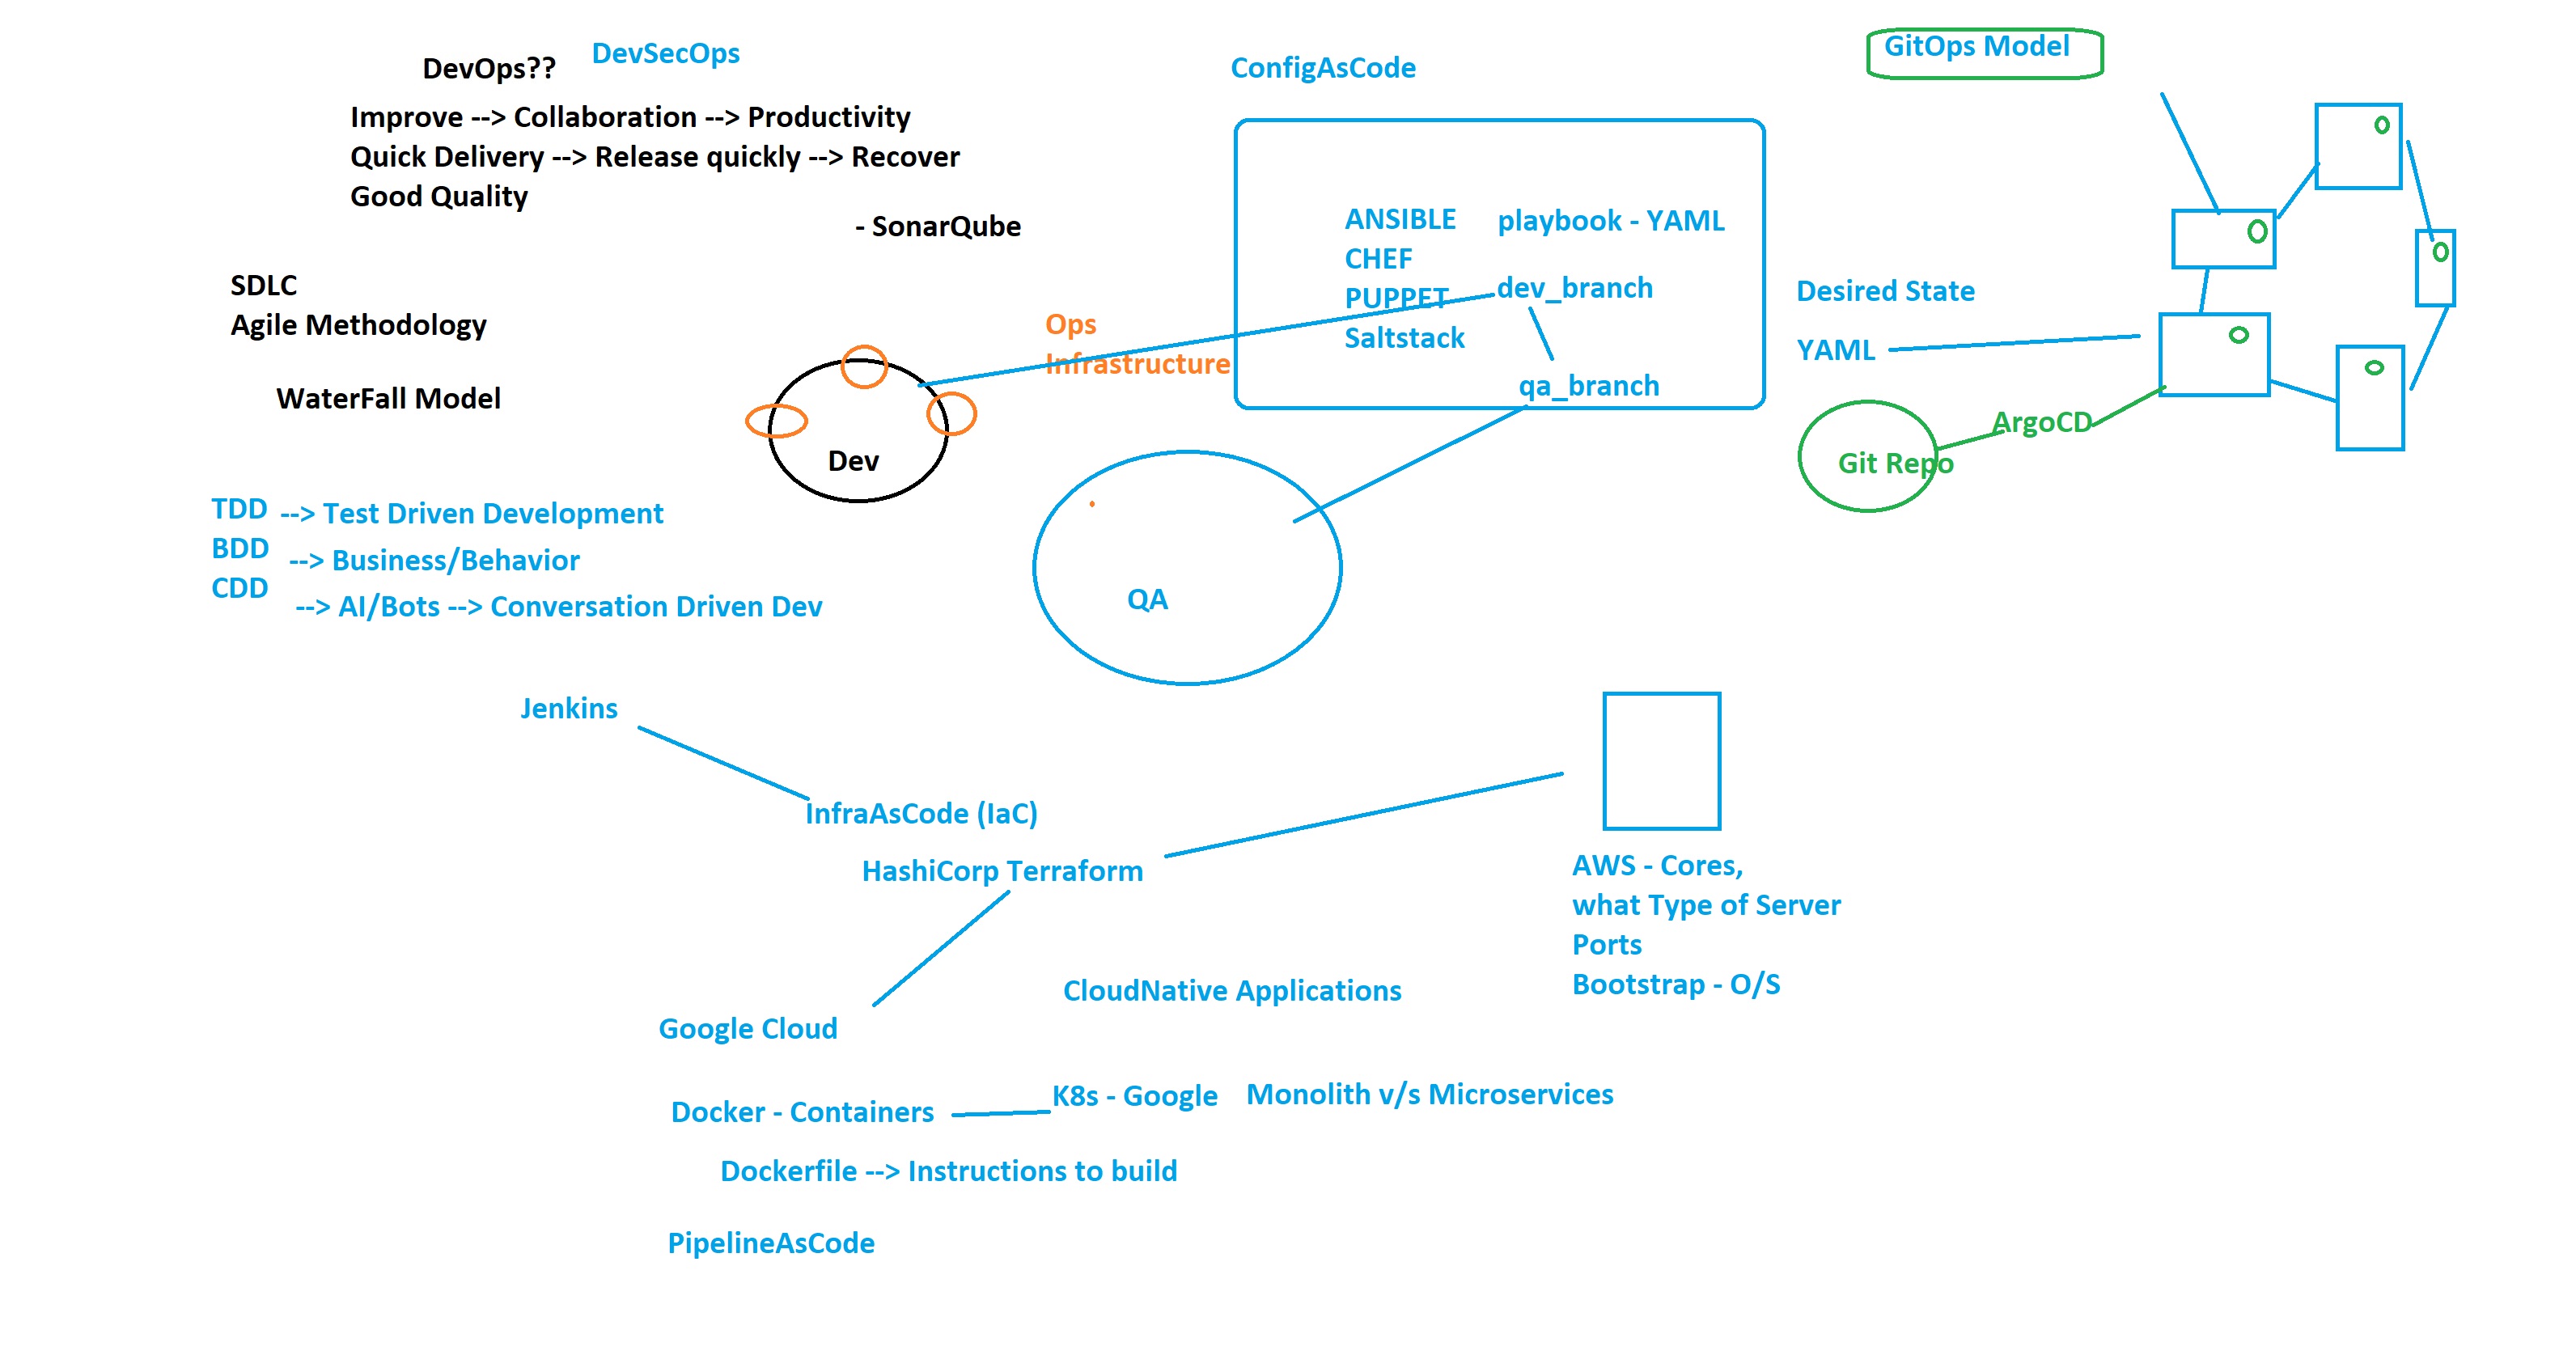 DevOps??
DevSecOps
Improve --> Collaboration --> Productivity
Quick Delivery --> Release quickly --> Recover
Good Quality
- SonarQube
SDLC
Agile Methodology
WaterFall Model
TDD --> Test Driven Development
BDD --> Business/Behavior
CDD --> AI/Bots --> Conversation Driven Dev
Ops
Infrastructure
Dev
QA
ConfigAsCode
ANSIBLE playbook - YAML
CHEF
PUPPET
Saltstack
dev_branch
qa_branch
GitOps Model
Desired State
YAML
ArgoCD
Git Repo
Jenkins
InfraAsCode (IaC)
HashiCorp Terraform
AWS - Cores,
what Type of Server
Ports
Bootstrap - O/S
CloudNative Applications
Google Cloud
Docker - Containers
K8s - Google
Monolith v/s Microservices
Dockerfile --> Instructions to build
PipelineAsCode